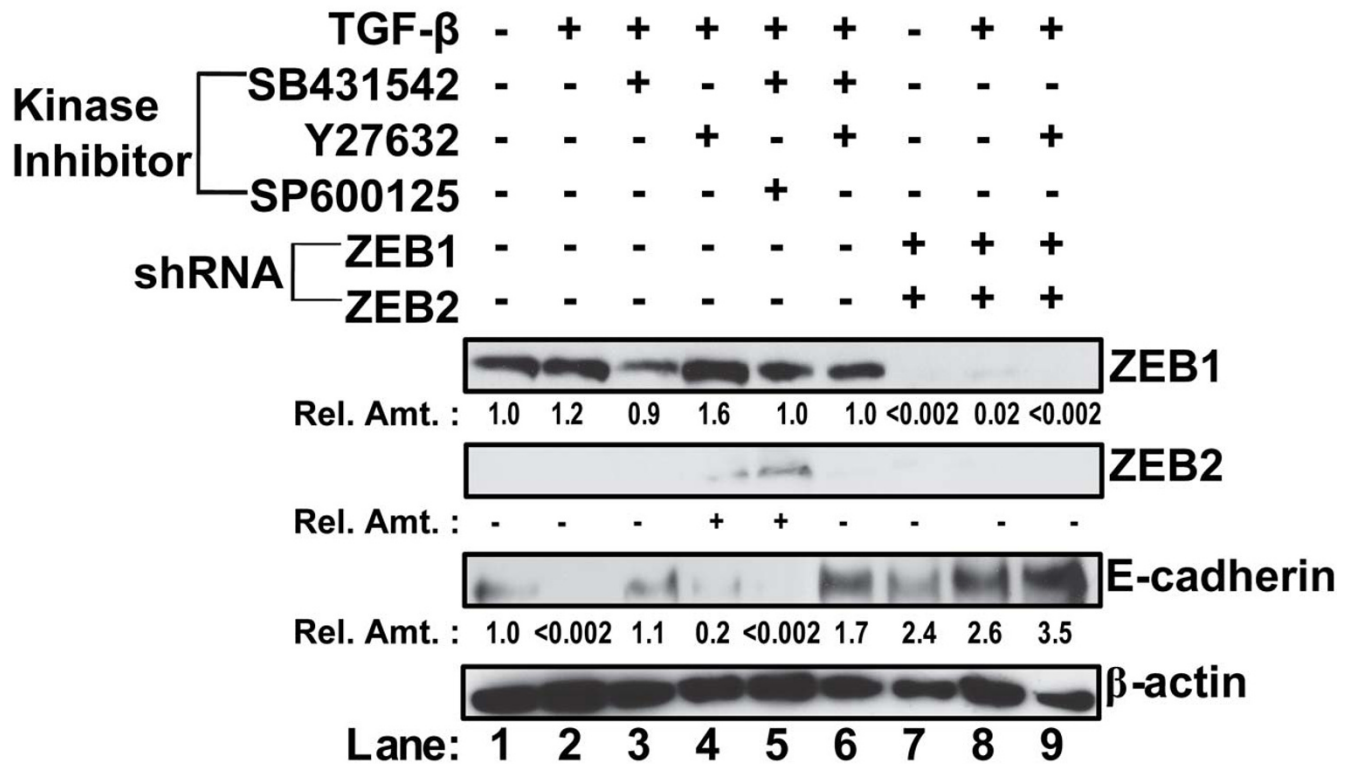 TGF-β - + + + + + - + +
Kinase Inhibitor
SB431542 - - + - + + - - -
Y27632 - - - + - + - - +
SP600125 - - - - + - - - -
shRNA
ZEB1 - - - - - - + + +
ZEB2 - - - - - - + + +
ZEB1
Rel. Amt. : 1.0 1.2 0.9 1.6 1.0 1.0 <0.002 0.02 <0.002
ZEB2
Rel. Amt. : - - - + + - - - -
E-cadherin
Rel. Amt. : 1.0 <0.002 1.1 0.2 <0.002 1.7 2.4 2.6 3.5
β-actin
Lane: 1 2 3 4 5 6 7 8 9